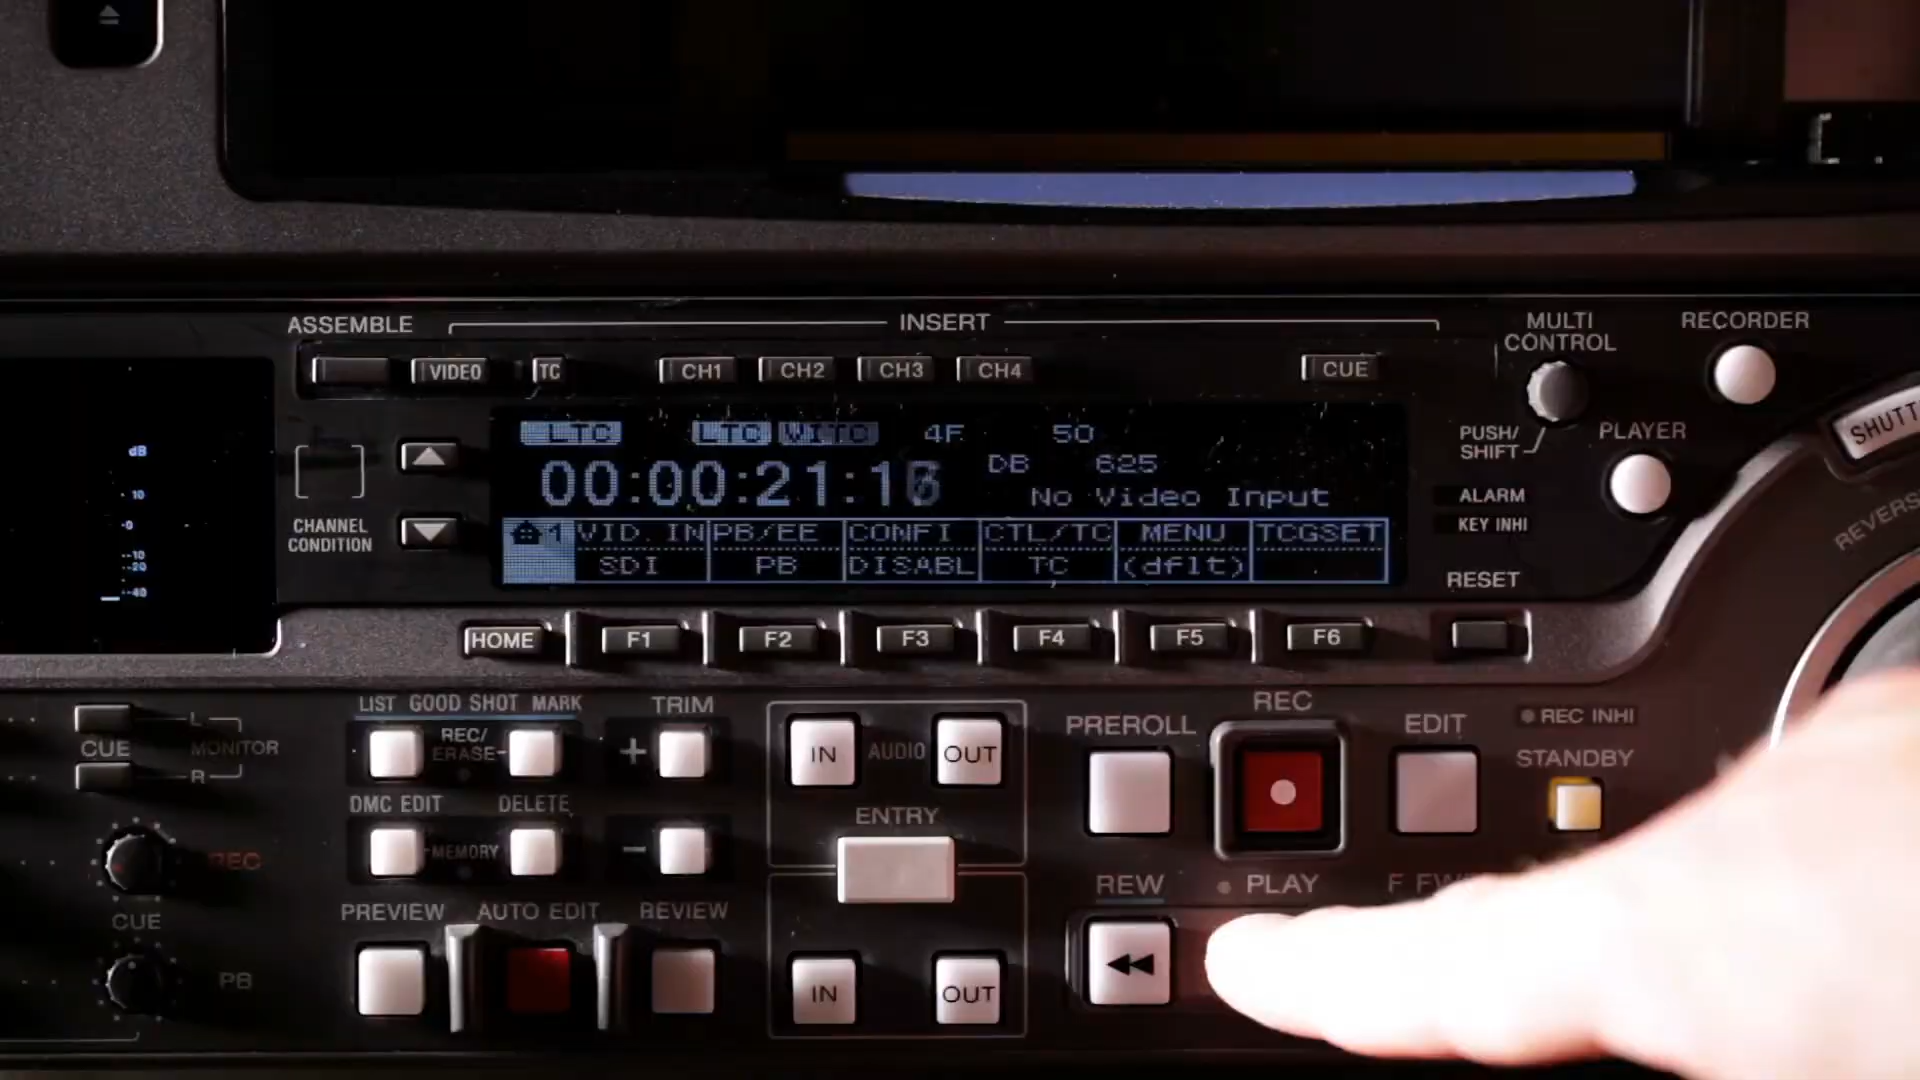 ASSEMBLE INSERT
VIDEO TC CH1 CH2 CH3 CH4 CUE
MULTI
CONTROL
RECORDER
PUSH/
SHIFT
PLAYER
SHUTT
REVERS
ALARM
KEY INHI
RESET
dB
10
-0
--10
--20
--40
CHANNEL
CONDITION
LTC LTC VITC 4F 50
00:00:21:1
DB 625
No Video Input
1 VID. IN PB/EE CONFI CTL/TC MENU TCGSET
SDI PB DISABL TC (dflt)
HOME F1 F2 F3 F4 F5 F6
CUE
L
MONITOR
R
REC
CUE
PB
LIST GOOD SHOT MARK
REC/
ERASE
TRIM
+
DMC EDIT DELETE
MEMORY
-
PREVIEW AUTO EDIT REVIEW
IN AUDIO OUT
ENTRY
IN OUT
PREROLL REC EDIT
REC INHI
STANDBY
REW PLAY F FW